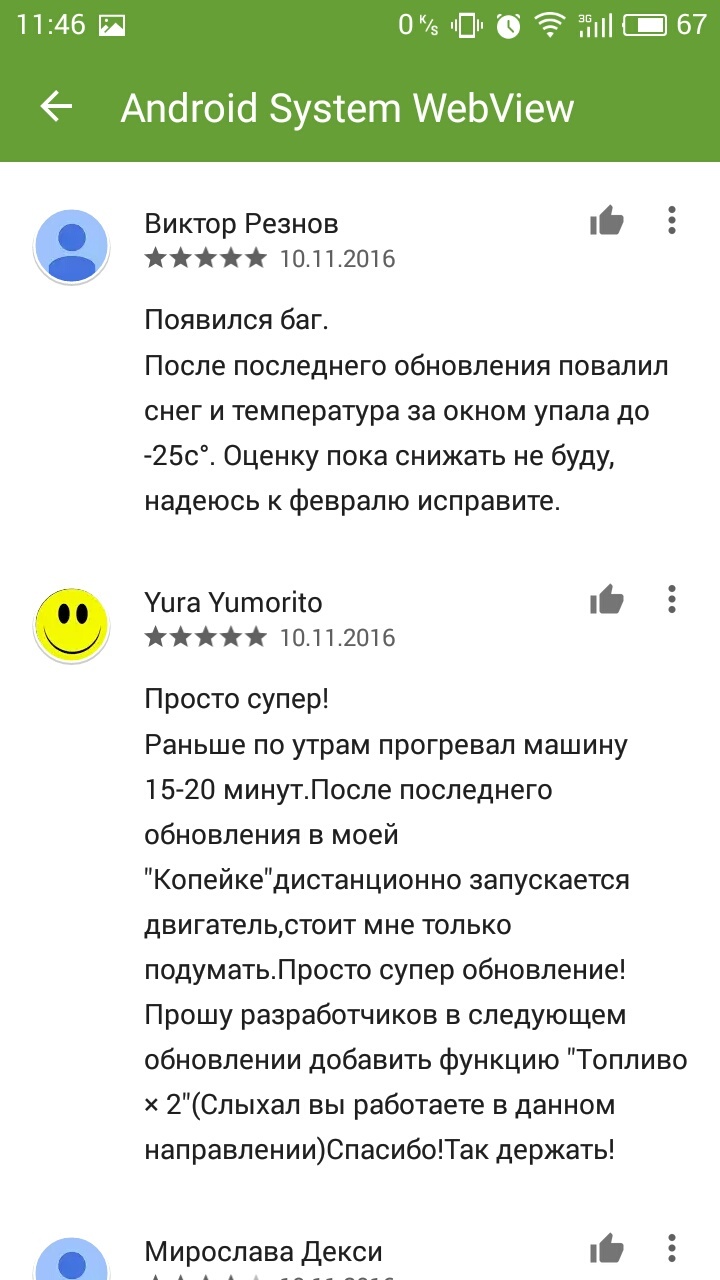 11:46 0 K/s 3G 67
Android System WebView
Виктор Резнов
10.11.2016
Появился баг.
После последнего обновления повалил
снег и температура за окном упала до
-25с°. Оценку пока снижать не буду,
надеюсь к февралю исправите.
Yura Yumorito
10.11.2016
Просто супер!
Раньше по утрам прогревал машину
15-20 минут.После последнего
обновления в моей
"Копейке"дистанционно запускается
двигатель,стоит мне только
подумать.Просто супер обновление!
Прошу разработчиков в следующем
обновлении добавить функцию "Топливо
× 2"(Слыхал вы работаете в данном
направлении)Спасибо!Так держать!
Мирослава Декси